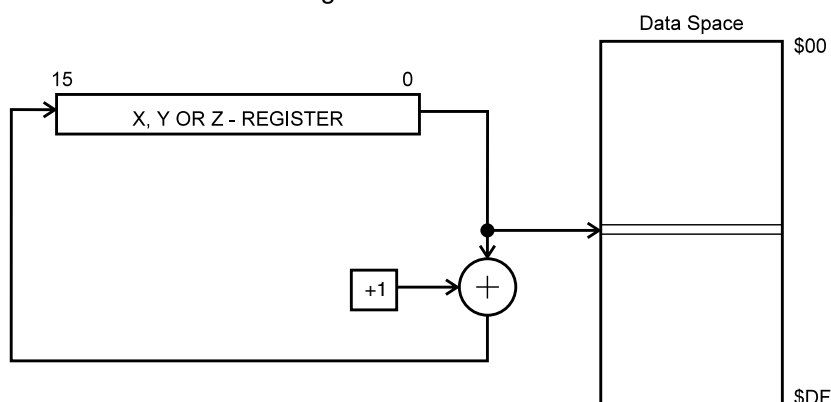 Data Space
$00
15 0
X, Y OR Z - REGISTER
+1
+
$DF